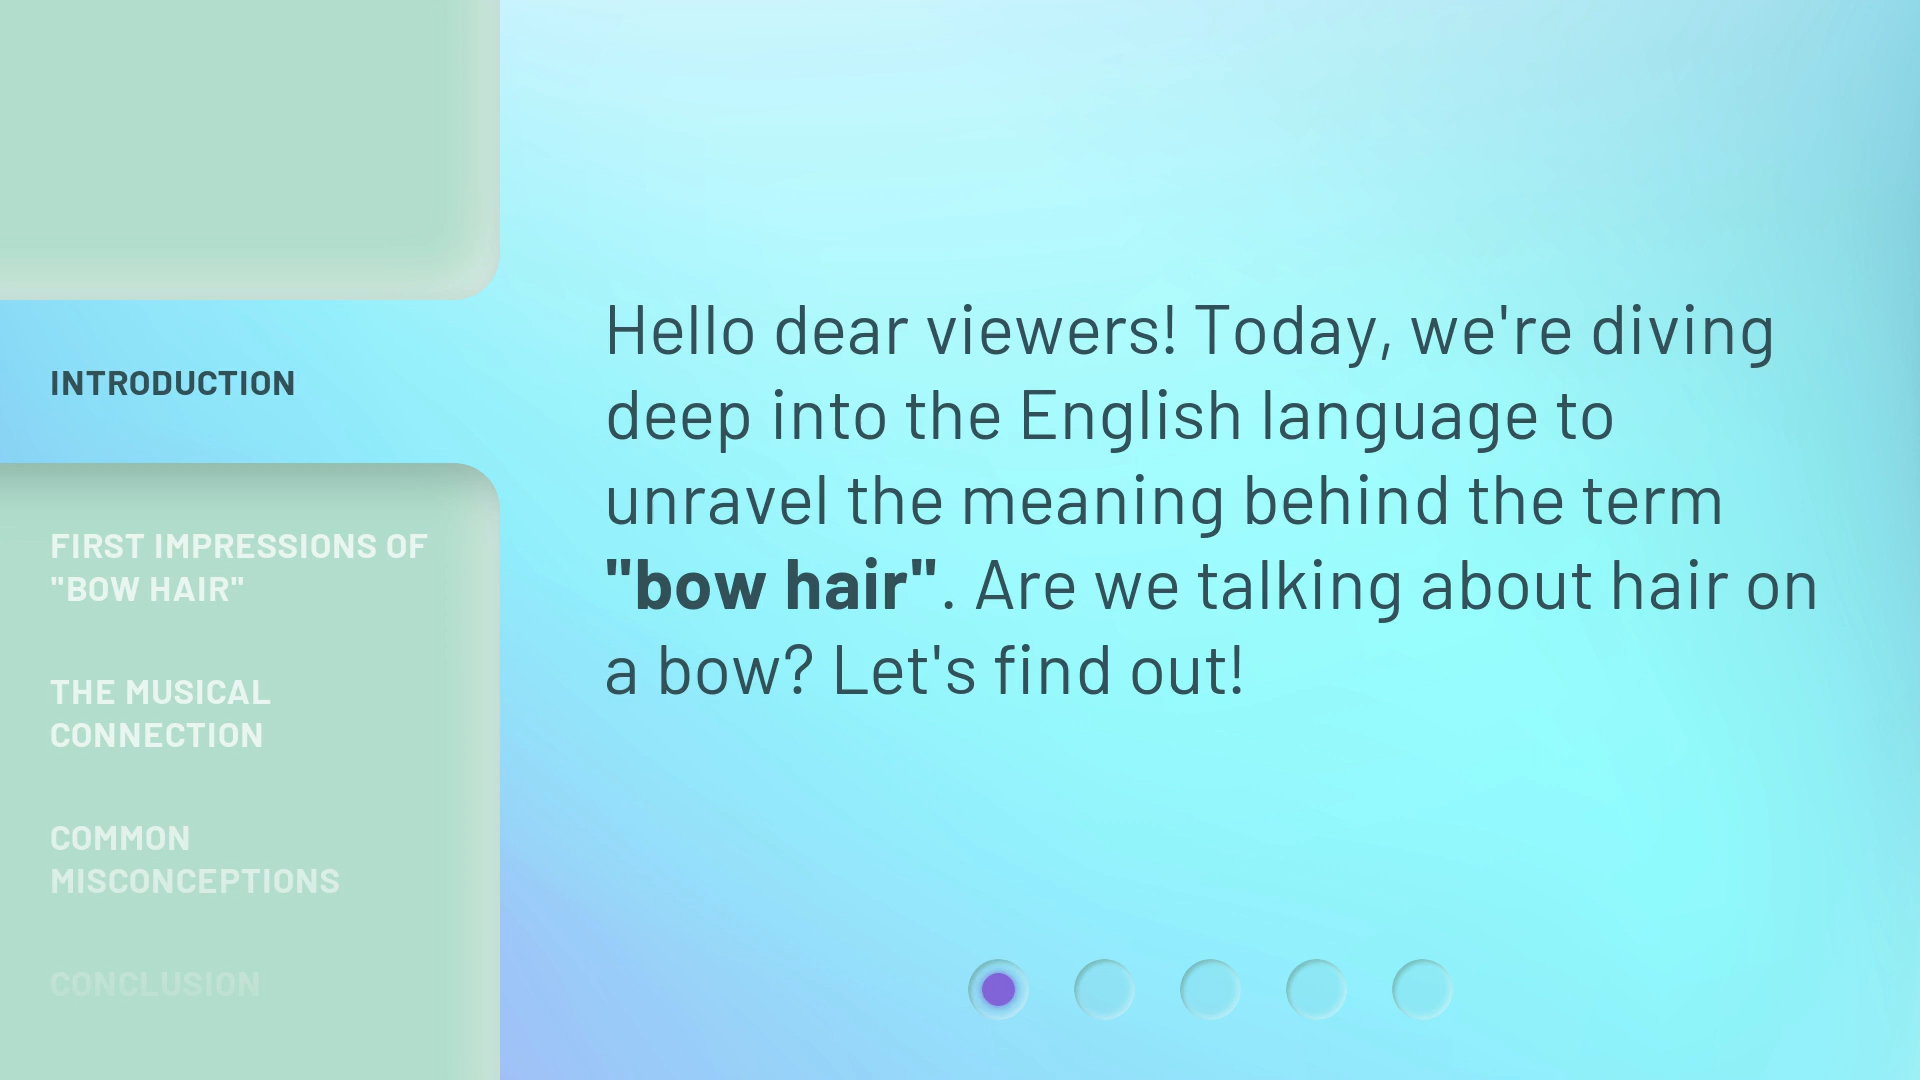 INTRODUCTION
FIRST IMPRESSIONS OF
"BOW HAIR"
THE MUSICAL
CONNECTION
COMMON
MISCONCEPTIONS
CONCLUSION
Hello dear viewers! Today, we're diving
deep into the English language to
unravel the meaning behind the term
"bow hair". Are we talking about hair on
a bow? Let's find out!